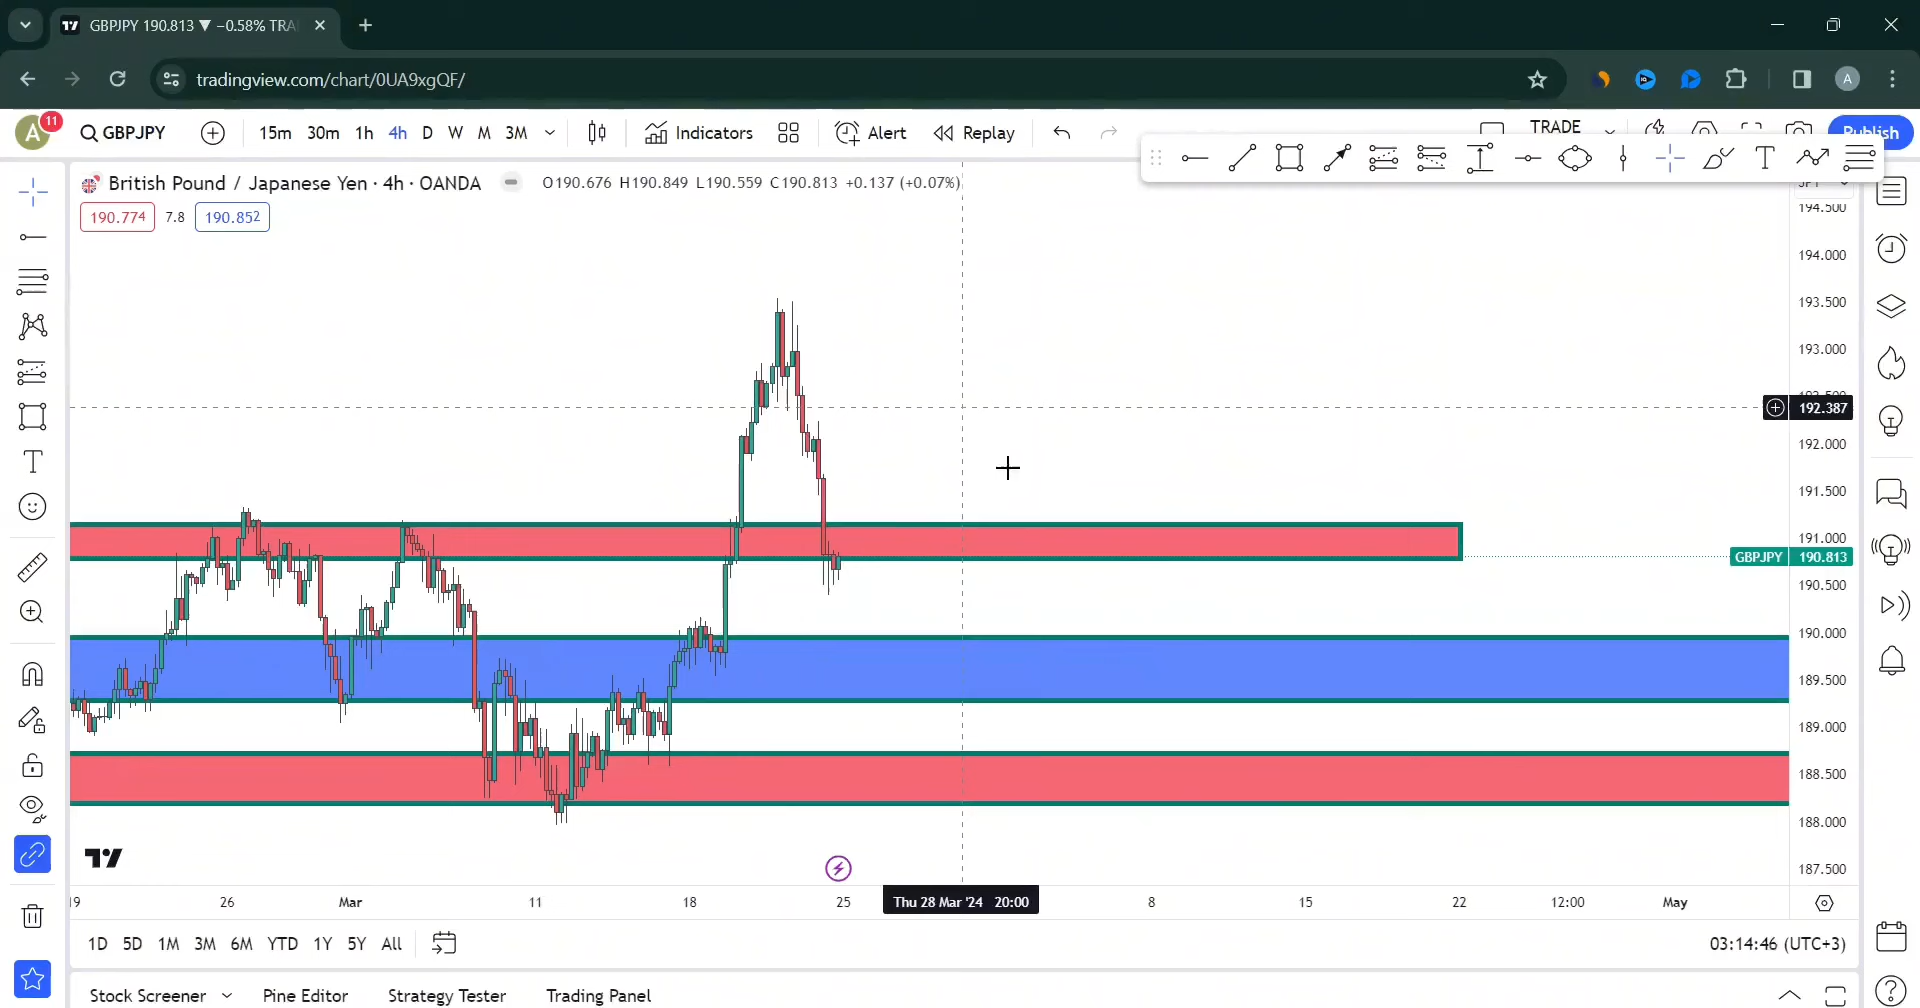 GBPJPY 190.813 ▼ −0.58% TRA
tradingview.com/chart/0UA9xgQF/
A
A
11
GBPJPY
15m 30m 1h 4h D W M 3M
Indicators
Alert
Replay
TRADE
Publish
British Pound / Japanese Yen · 4h · OANDA
O190.676 H190.849 L190.559 C190.813 +0.137 (+0.07%)
190.774 7.8 190.852
JPY
194.500
194.000
193.500
193.000
192.387
192.000
191.500
191.000
GBPJPY 190.813
190.500
190.000
189.500
189.000
188.500
188.000
187.500
19 26 Mar 11 18 25 Thu 28 Mar '24 20:00 8 15 22 12:00 May
1D 5D 1M 3M 6M YTD 1Y 5Y All
03:14:46 (UTC+3)
Stock Screener Pine Editor Strategy Tester Trading Panel